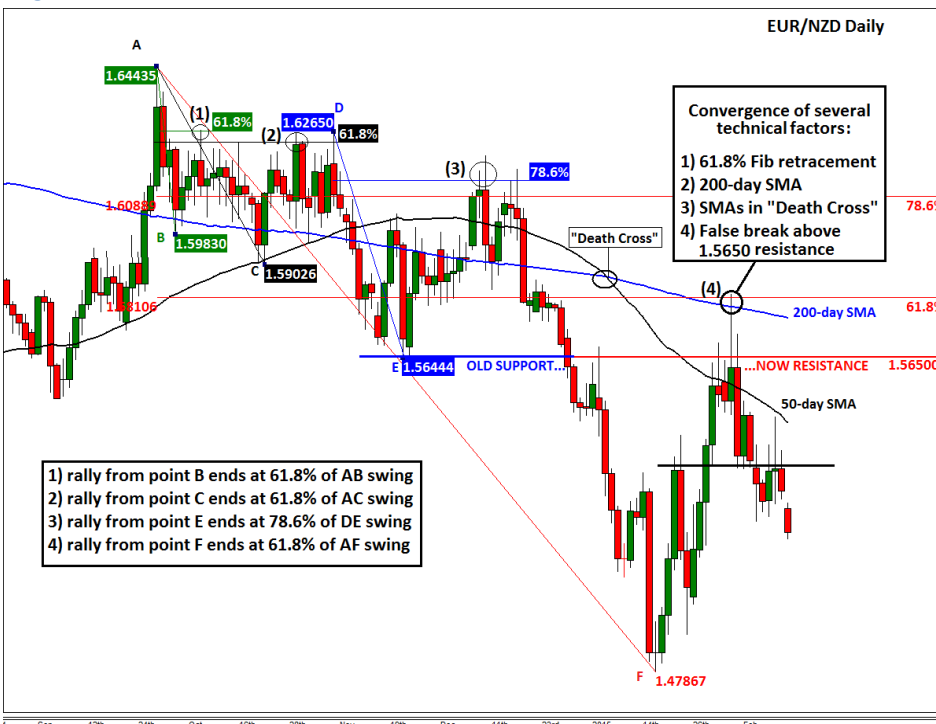 EUR/NZD Daily
A
1.64435
(1)
61.8%
(2)
1.62650
D
61.8%
(3)
78.6%
Convergence of several
technical factors:
1) 61.8% Fib retracement
2) 200-day SMA
3) SMAs in "Death Cross"
4) False break above
1.5650 resistance
78.6%
B
1.59830
C
1.59026
"Death Cross"
(4)
200-day SMA
61.8%
E
1.56444
OLD SUPPORT...
...NOW RESISTANCE
1.56500
50-day SMA
1) rally from point B ends at 61.8% of AB swing
2) rally from point C ends at 61.8% of AC swing
3) rally from point E ends at 78.6% of DE swing
4) rally from point F ends at 61.8% of AF swing
F
1.47867